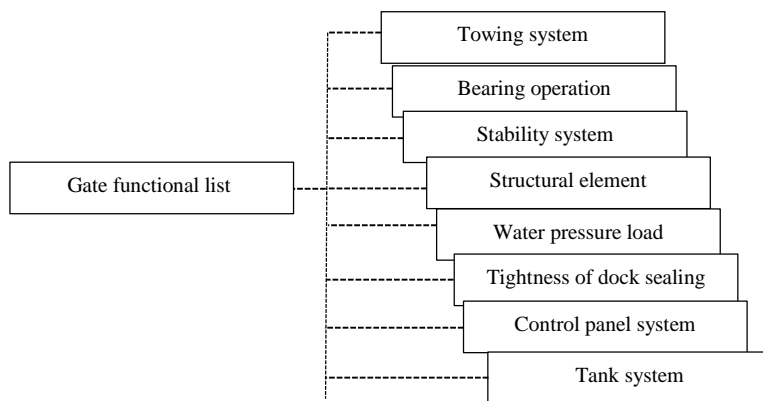 Towing system
Bearing operation
Stability system
Gate functional list
Structural element
Water pressure load
Tightness of dock sealing
Control panel system
Tank system